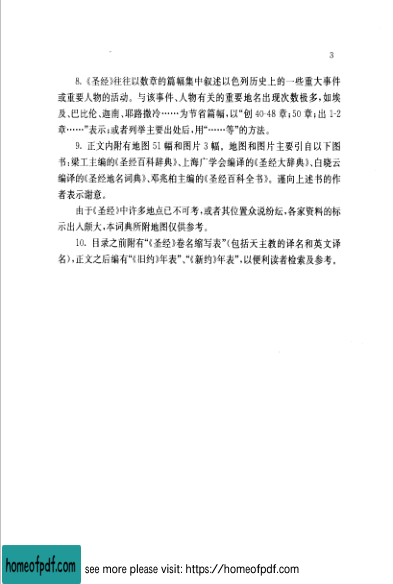 3
8. 《圣经》往往以数章的篇幅集中叙述以色列历史上的一些重大事件
或重要人物的活动。与该事件、人物有关的重要地名出现次数极多，如埃
及、巴比伦、迦南、耶路撒冷……为节省篇幅，以“创 40-48 章；50 章；出 1-2
章……”表示；或者列举主要出处后，用“……等”的方法。
9. 正文内附有地图 51 幅和图片 3 幅。地图和图片主要引自以下图
书：梁工主编的《圣经百科辞典》、上海广学会编译的《圣经大辞典》、白晓云
编译的《圣经地名词典》、邓兆柏主编的《圣经百科全书》。谨向上述书的作
者表示谢意。
由于《圣经》中许多地点已不可考，或者其位置众说纷纭，各家资料的标
示出入颇大，本词典所附地图仅供参考。
10. 目录之前附有“《圣经》卷名缩写表”（包括天主教的译名和英文译
名），正文之后编有“《旧约》年表”、“《新约》年表”，以便利读者检索及参考。
homeofpdf.com
see more please visit: https://homeofpdf.com